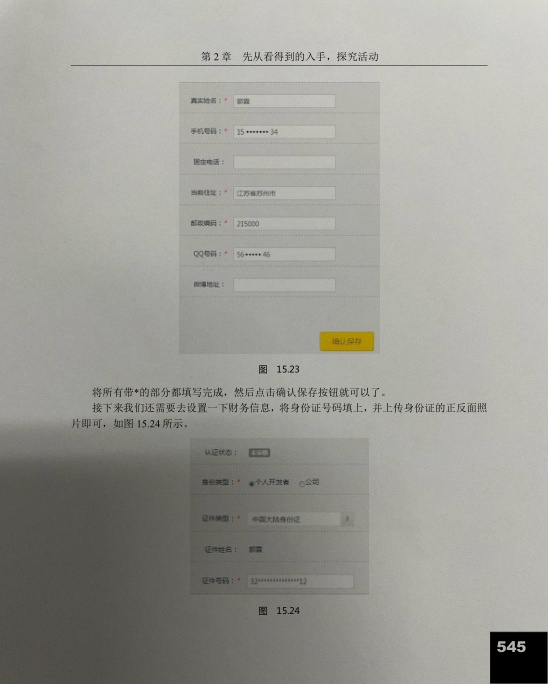 第 2 章　先从看得到的入手，探究活动
真实姓名：*
手机号码：* 15•••••••34
固定电话：
当前住址：* 江苏省苏州市
邮政编码：* 215000
QQ号码：* 56•••••46
微博地址：
确认保存
图 15.23
将所有带*的部分都填写完成，然后点击确认保存按钮就可以了。
接下来我们还需要去设置一下财务信息，将身份证号码填上，并上传身份证的正反面照
片即可，如图 15.24 所示。
认证状态：
身份类型：* 个人开发者 公司
证件类型：* 中国大陆身份证
证件姓名：
证件号码：* 32**************12
图 15.24
545